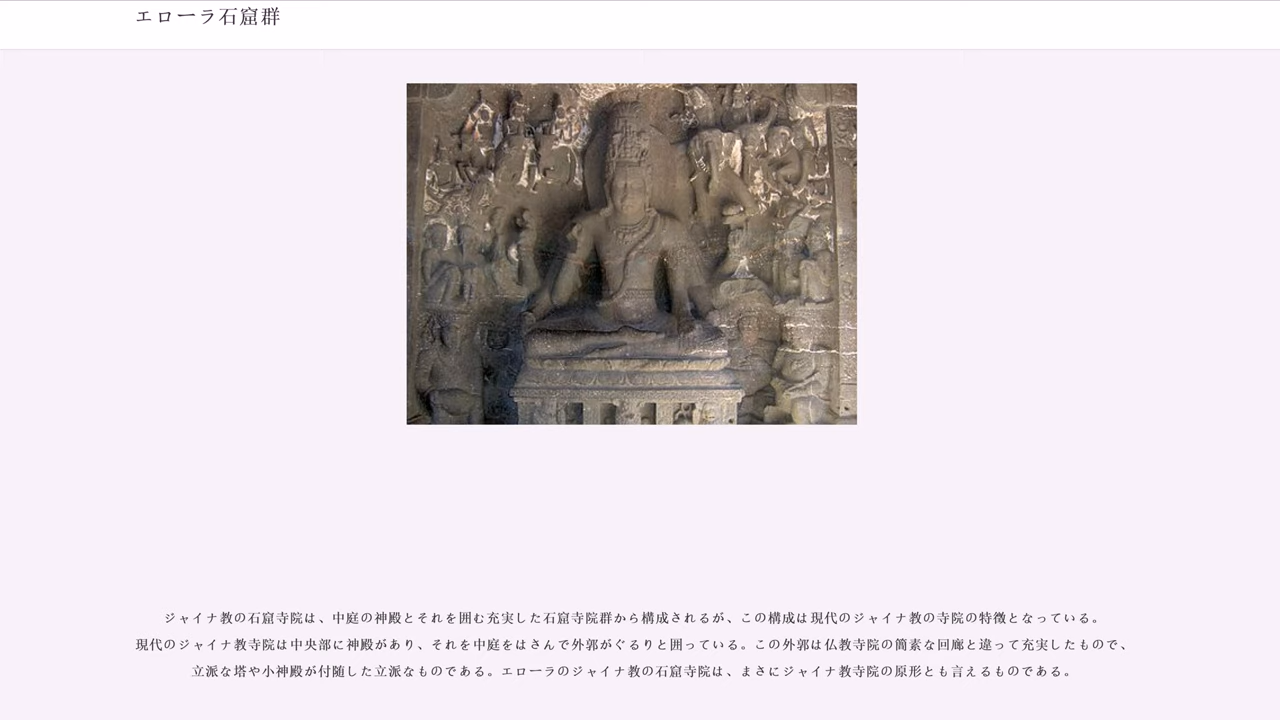 エローラ石窟群
ジャイナ教の石窟寺院は、中庭の神殿とそれを囲む充実した石窟寺院群から構成されるが、この構成は現代のジャイナ教の寺院の特徴となっている。
現代のジャイナ教寺院は中央部に神殿があり、それを中庭をはさんで外郭がぐるりと囲っている。この外郭は仏教寺院の簡素な回廊と違って充実したもので、
立派な塔や小神殿が付随した立派なものである。エローラのジャイナ教の石窟寺院は、まさにジャイナ教寺院の原形とも言えるものである。